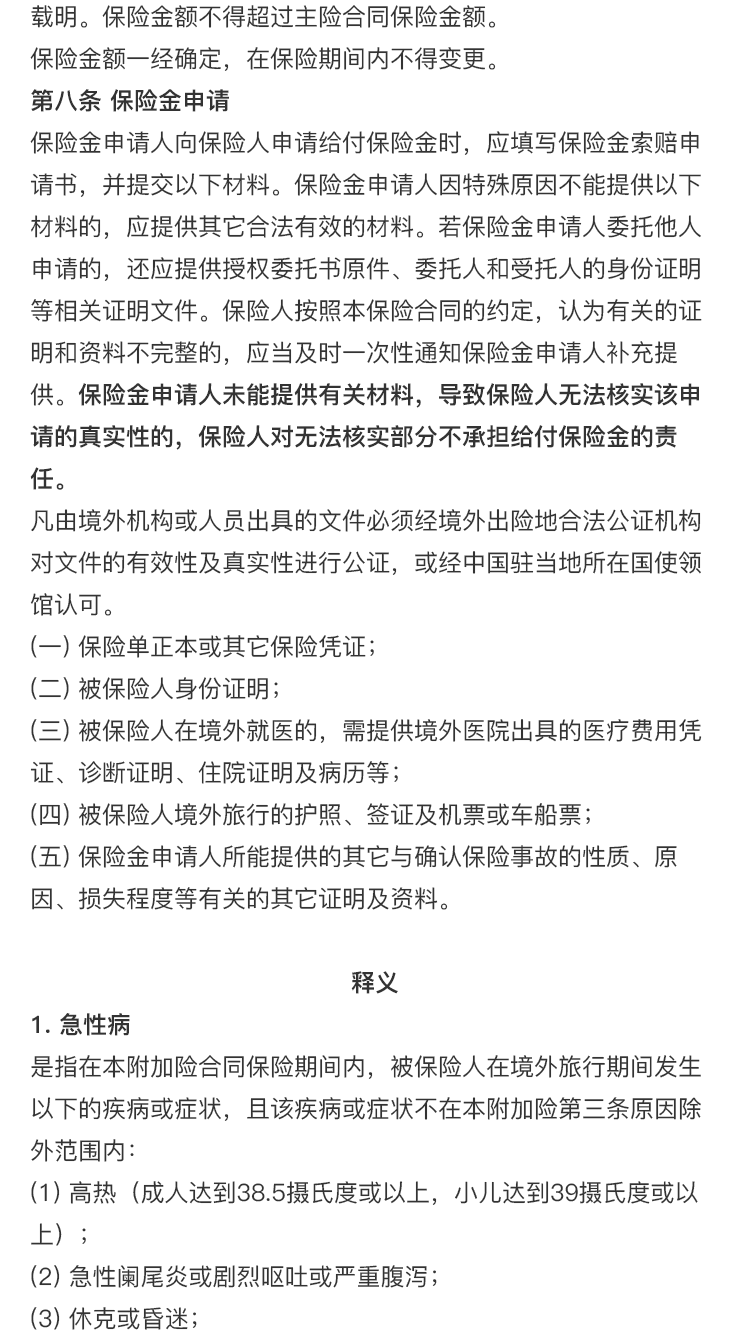 载明。保险金额不得超过主险合同保险金额。
保险金额一经确定，在保险期间内不得变更。
第八条 保险金申请
保险金申请人向保险人申请给付保险金时，应填写保险金索赔申
请书，并提交以下材料。保险金申请人因特殊原因不能提供以下
材料的，应提供其它合法有效的材料。若保险金申请人委托他人
申请的，还应提供授权委托书原件、委托人和受托人的身份证明
等相关证明文件。保险人按照本保险合同的约定，认为有关的证
明和资料不完整的，应当及时一次性通知保险金申请人补充提
供。保险金申请人未能提供有关材料，导致保险人无法核实该申
请的真实性的，保险人对无法核实部分不承担给付保险金的责
任。
凡由境外机构或人员出具的文件必须经境外出险地合法公证机构
对文件的有效性及真实性进行公证，或经中国驻当地所在国使领
馆认可。
(一) 保险单正本或其它保险凭证；
(二) 被保险人身份证明；
(三) 被保险人在境外就医的，需提供境外医院出具的医疗费用凭
证、诊断证明、住院证明及病历等；
(四) 被保险人境外旅行的护照、签证及机票或车船票；
(五) 保险金申请人所能提供的其它与确认保险事故的性质、原
因、损失程度等有关的其它证明及资料。
释义
1. 急性病
是指在本附加险合同保险期间内，被保险人在境外旅行期间发生
以下的疾病或症状，且该疾病或症状不在本附加险第三条原因除
外范围内：
(1) 高热（成人达到38.5摄氏度或以上，小儿达到39摄氏度或以
上）；
(2) 急性阑尾炎或剧烈呕吐或严重腹泻；
(3) 休克或昏迷；